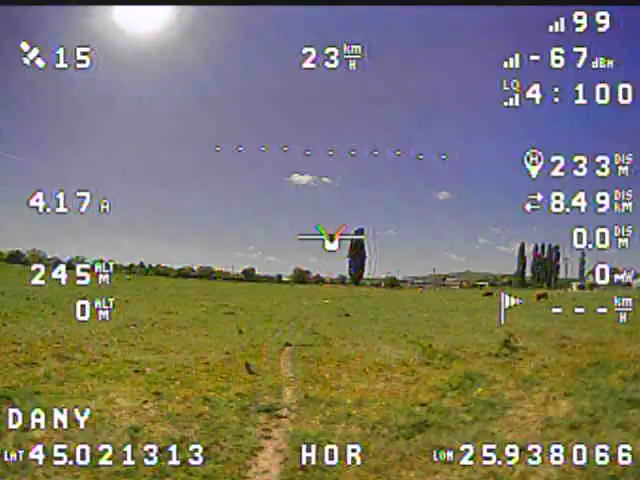 99
15
23 KM/H
-67 dBm
LQ 4:100
H 233 DIS M
4.17 A
8.49 DIS KM
0.0 DIS M
245 ALT M
0 mW
0 ALT M
--- KM/H
DANY
LAT 45.021313 HOR LON 25.938066